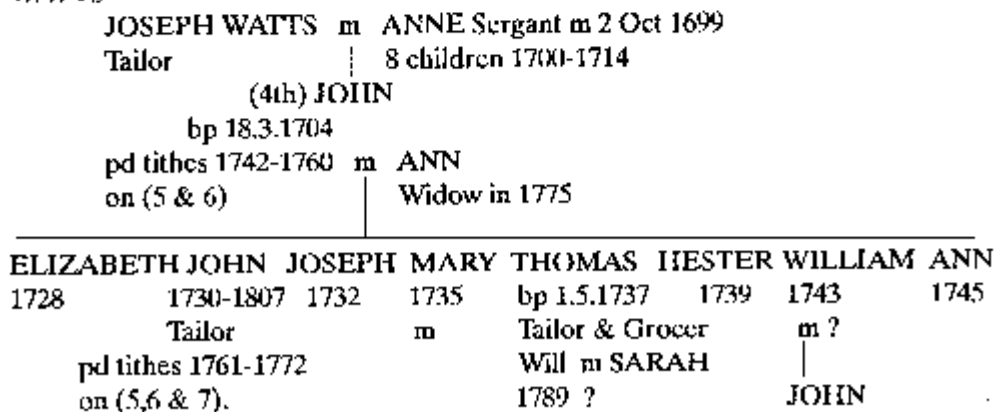 JOSEPH WATTS m ANNE Sergant m 2 Oct 1699
Tailor 8 children 1700-1714
(4th) JOHN
bp 18.3.1704
pd tithes 1742-1760 m ANN
on (5 & 6) Widow in 1775
ELIZABETH JOHN JOSEPH MARY THOMAS HESTER WILLIAM ANN
1728 1730-1807 1732 1735 bp 1.5.1737 1739 1743 1745
Tailor m Tailor & Grocer m ?
pd tithes 1761-1772 Will m SARAH
on (5,6 & 7). 1789 ? JOHN